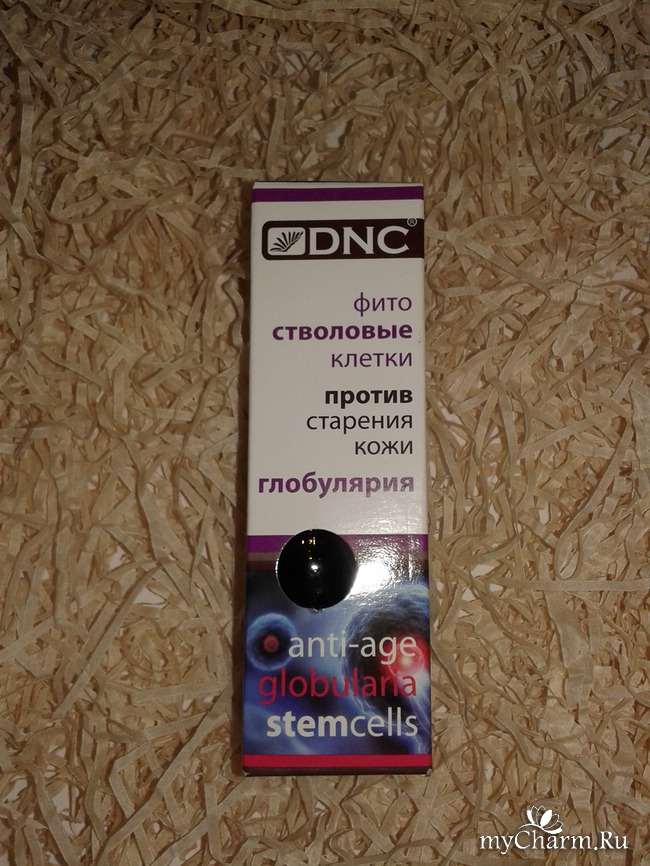 DNC®
фито
стволовые
клетки
против
старения
кожи
глобулярия
anti-age
globularia
stemcells
myCharm.Ru